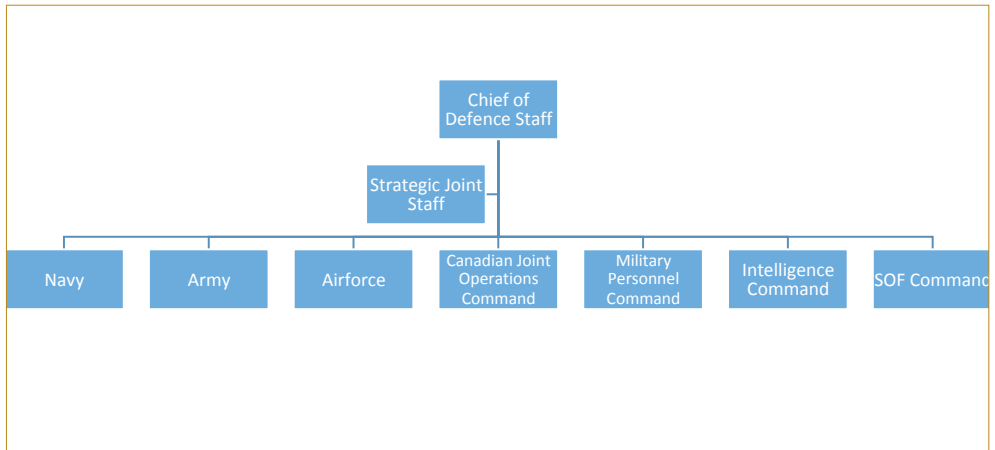 Chief of
Defence Staff
Strategic Joint
Staff
Navy
Army
Airforce
Canadian Joint
Operations
Command
Military
Personnel
Command
Intelligence
Command
SOF Command